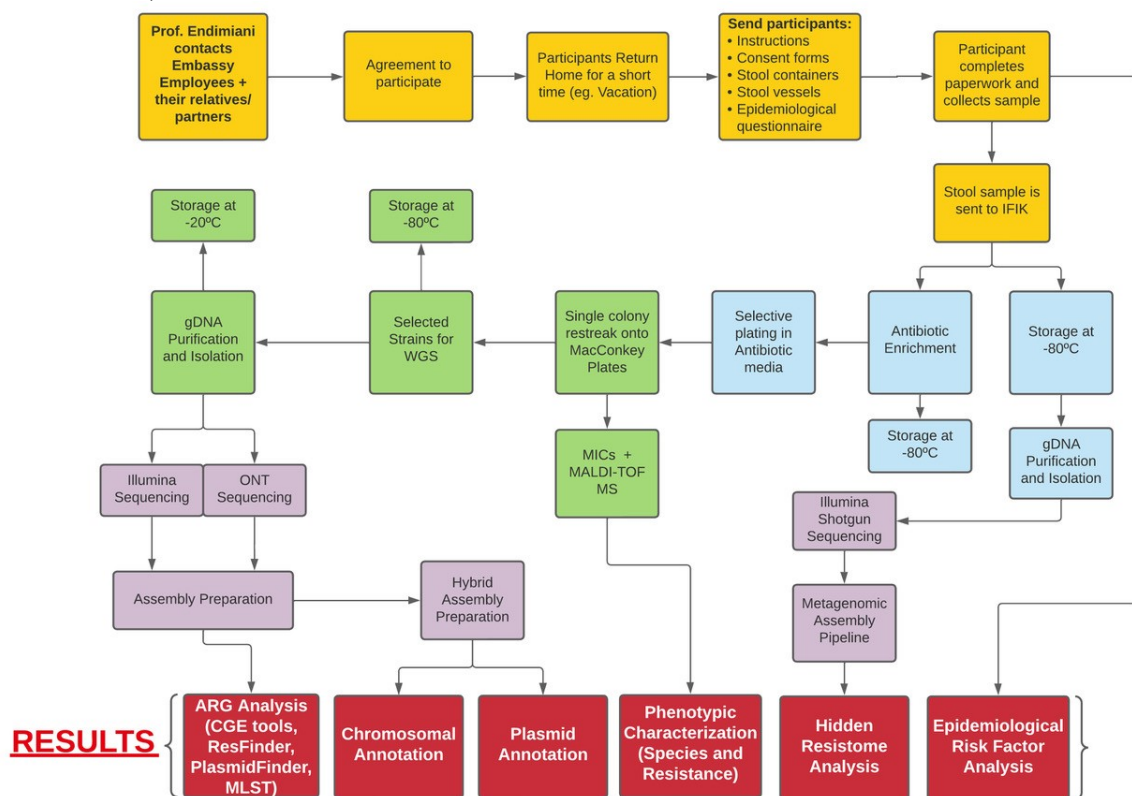 Prof. Endimiani
contacts
Embassy
Employees +
their relatives/
partners
Agreement to
participate
Participants Return
Home for a short
time (eg. Vacation)
Send participants:
• Instructions
• Consent forms
• Stool containers
• Stool vessels
• Epidemiological
questionnaire
Participant
completes
paperwork and
collects sample
Stool sample is
sent to IFIK
Storage at
-20ºC
Storage at
-80ºC
gDNA
Purification
and Isolation
Selected
Strains for
WGS
Single colony
restreak onto
MacConkey
Plates
Selective
plating in
Antibiotic
media
Antibiotic
Enrichment
Storage at
-80ºC
Storage at
-80ºC
gDNA
Purification
and Isolation
MICs +
MALDI-TOF
MS
Illumina
Sequencing
ONT
Sequencing
Illumina
Shotgun
Sequencing
Assembly Preparation
Hybrid
Assembly
Preparation
Metagenomic
Assembly
Pipeline
RESULTS
ARG Analysis
(CGE tools,
ResFinder,
PlasmidFinder,
MLST)
Chromosomal
Annotation
Plasmid
Annotation
Phenotypic
Characterization
(Species and
Resistance)
Hidden
Resistome
Analysis
Epidemiological
Risk Factor
Analysis